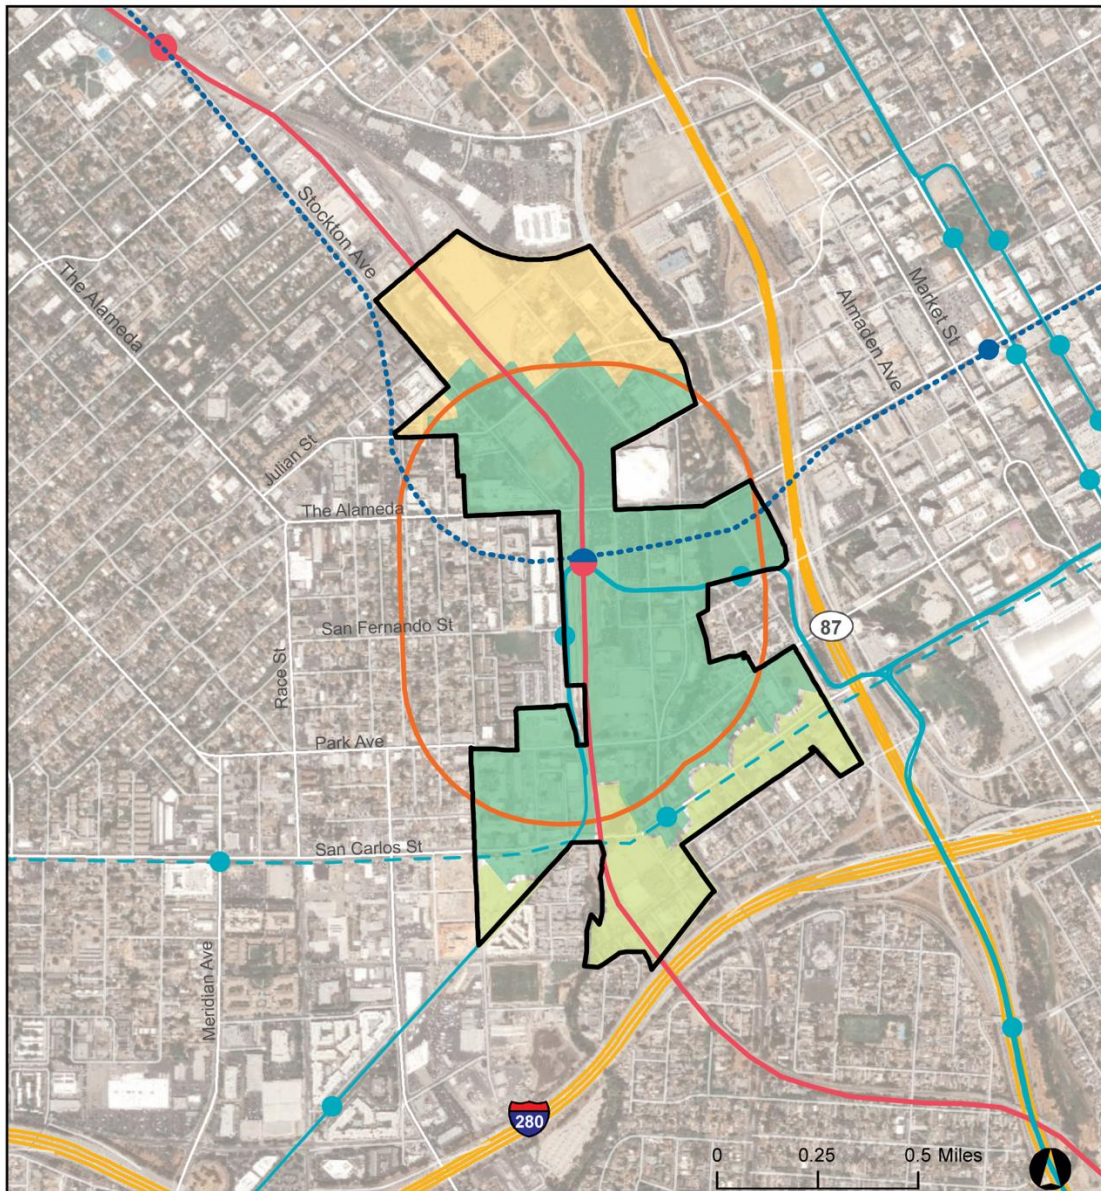 Stockton Ave
The Alameda
Market St
Almaden Ave
Julian St
The Alameda
87
San Fernando St
Race St
Park Ave
San Carlos St
Meridian Ave
280
0 0.25 0.5 Miles